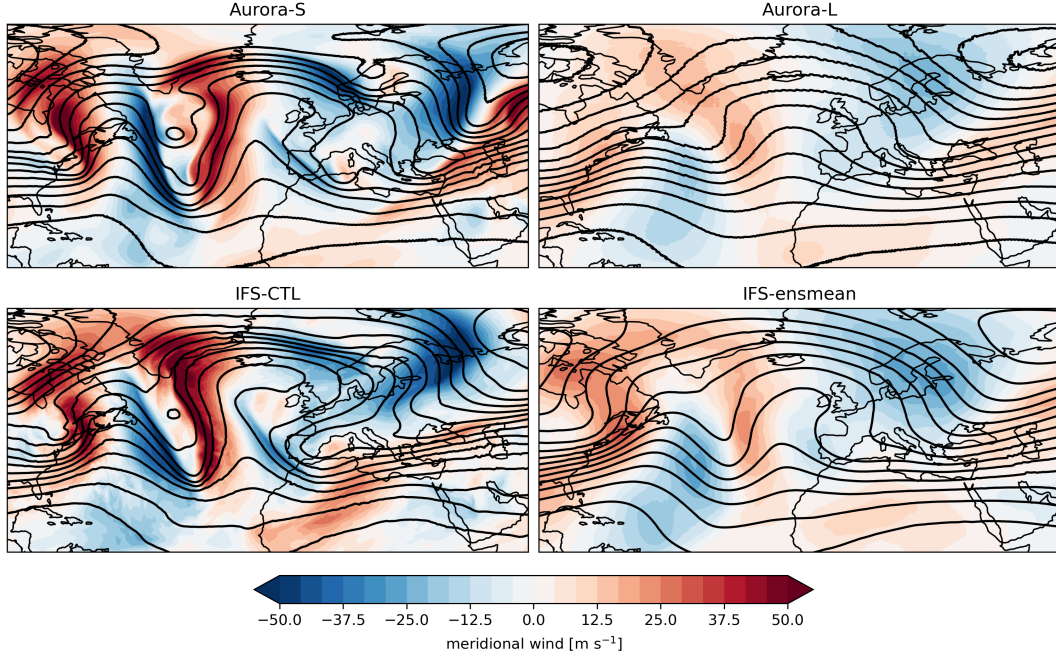 Aurora-S
Aurora-L
IFS-CTL
IFS-ensmean
−50.0 −37.5 −25.0 −12.5 0.0 12.5 25.0 37.5 50.0
meridional wind [m s⁻¹]